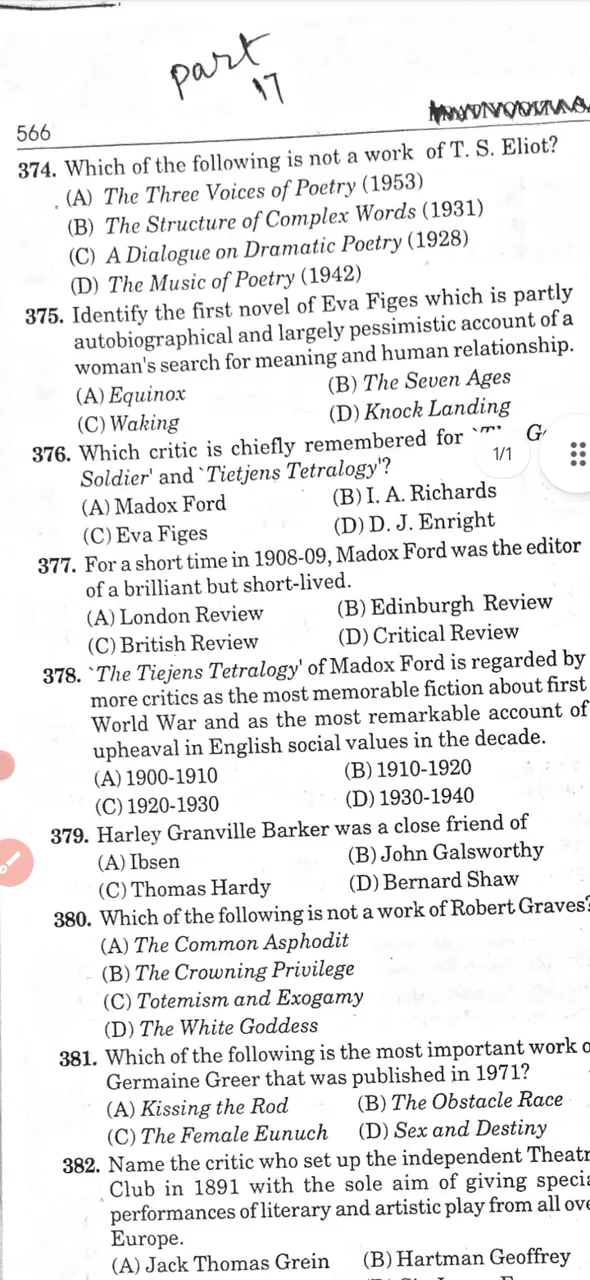 part
17
566
374. Which of the following is not a work of T. S. Eliot?
(A) The Three Voices of Poetry (1953)
(B) The Structure of Complex Words (1931)
(C) A Dialogue on Dramatic Poetry (1928)
(D) The Music of Poetry (1942)
375. Identify the first novel of Eva Figes which is partly
autobiographical and largely pessimistic account of a
woman's search for meaning and human relationship.
(A) Equinox (B) The Seven Ages
(C) Waking (D) Knock Landing
376. Which critic is chiefly remembered for
1/1
Soldier' and `Tietjens Tetralogy'?
(A) Madox Ford (B) I. A. Richards
(C) Eva Figes (D) D. J. Enright
377. For a short time in 1908-09, Madox Ford was the editor
of a brilliant but short-lived.
(A) London Review (B) Edinburgh Review
(C) British Review (D) Critical Review
378. `The Tiejens Tetralogy' of Madox Ford is regarded by
more critics as the most memorable fiction about first
World War and as the most remarkable account of
upheaval in English social values in the decade.
(A) 1900-1910 (B) 1910-1920
(C) 1920-1930 (D) 1930-1940
379. Harley Granville Barker was a close friend of
(A) Ibsen (B) John Galsworthy
(C) Thomas Hardy (D) Bernard Shaw
380. Which of the following is not a work of Robert Graves?
(A) The Common Asphodit
(B) The Crowning Privilege
(C) Totemism and Exogamy
(D) The White Goddess
381. Which of the following is the most important work o
Germaine Greer that was published in 1971?
(A) Kissing the Rod (B) The Obstacle Race
(C) The Female Eunuch (D) Sex and Destiny
382. Name the critic who set up the independent Theatr
Club in 1891 with the sole aim of giving specia
performances of literary and artistic play from all ove
Europe.
(A) Jack Thomas Grein (B) Hartman Geoffrey